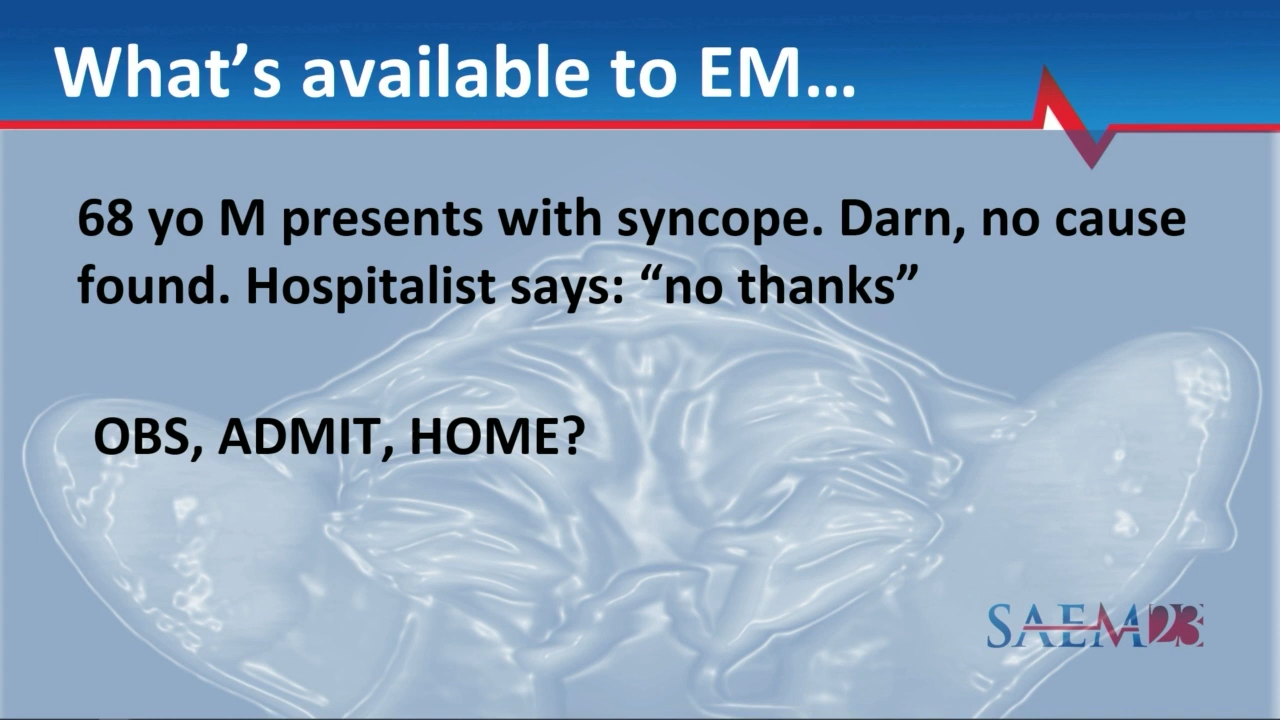 What’s available to EM...
68 yo M presents with syncope. Darn, no cause
found. Hospitalist says: “no thanks”
OBS, ADMIT, HOME?
SAEM23